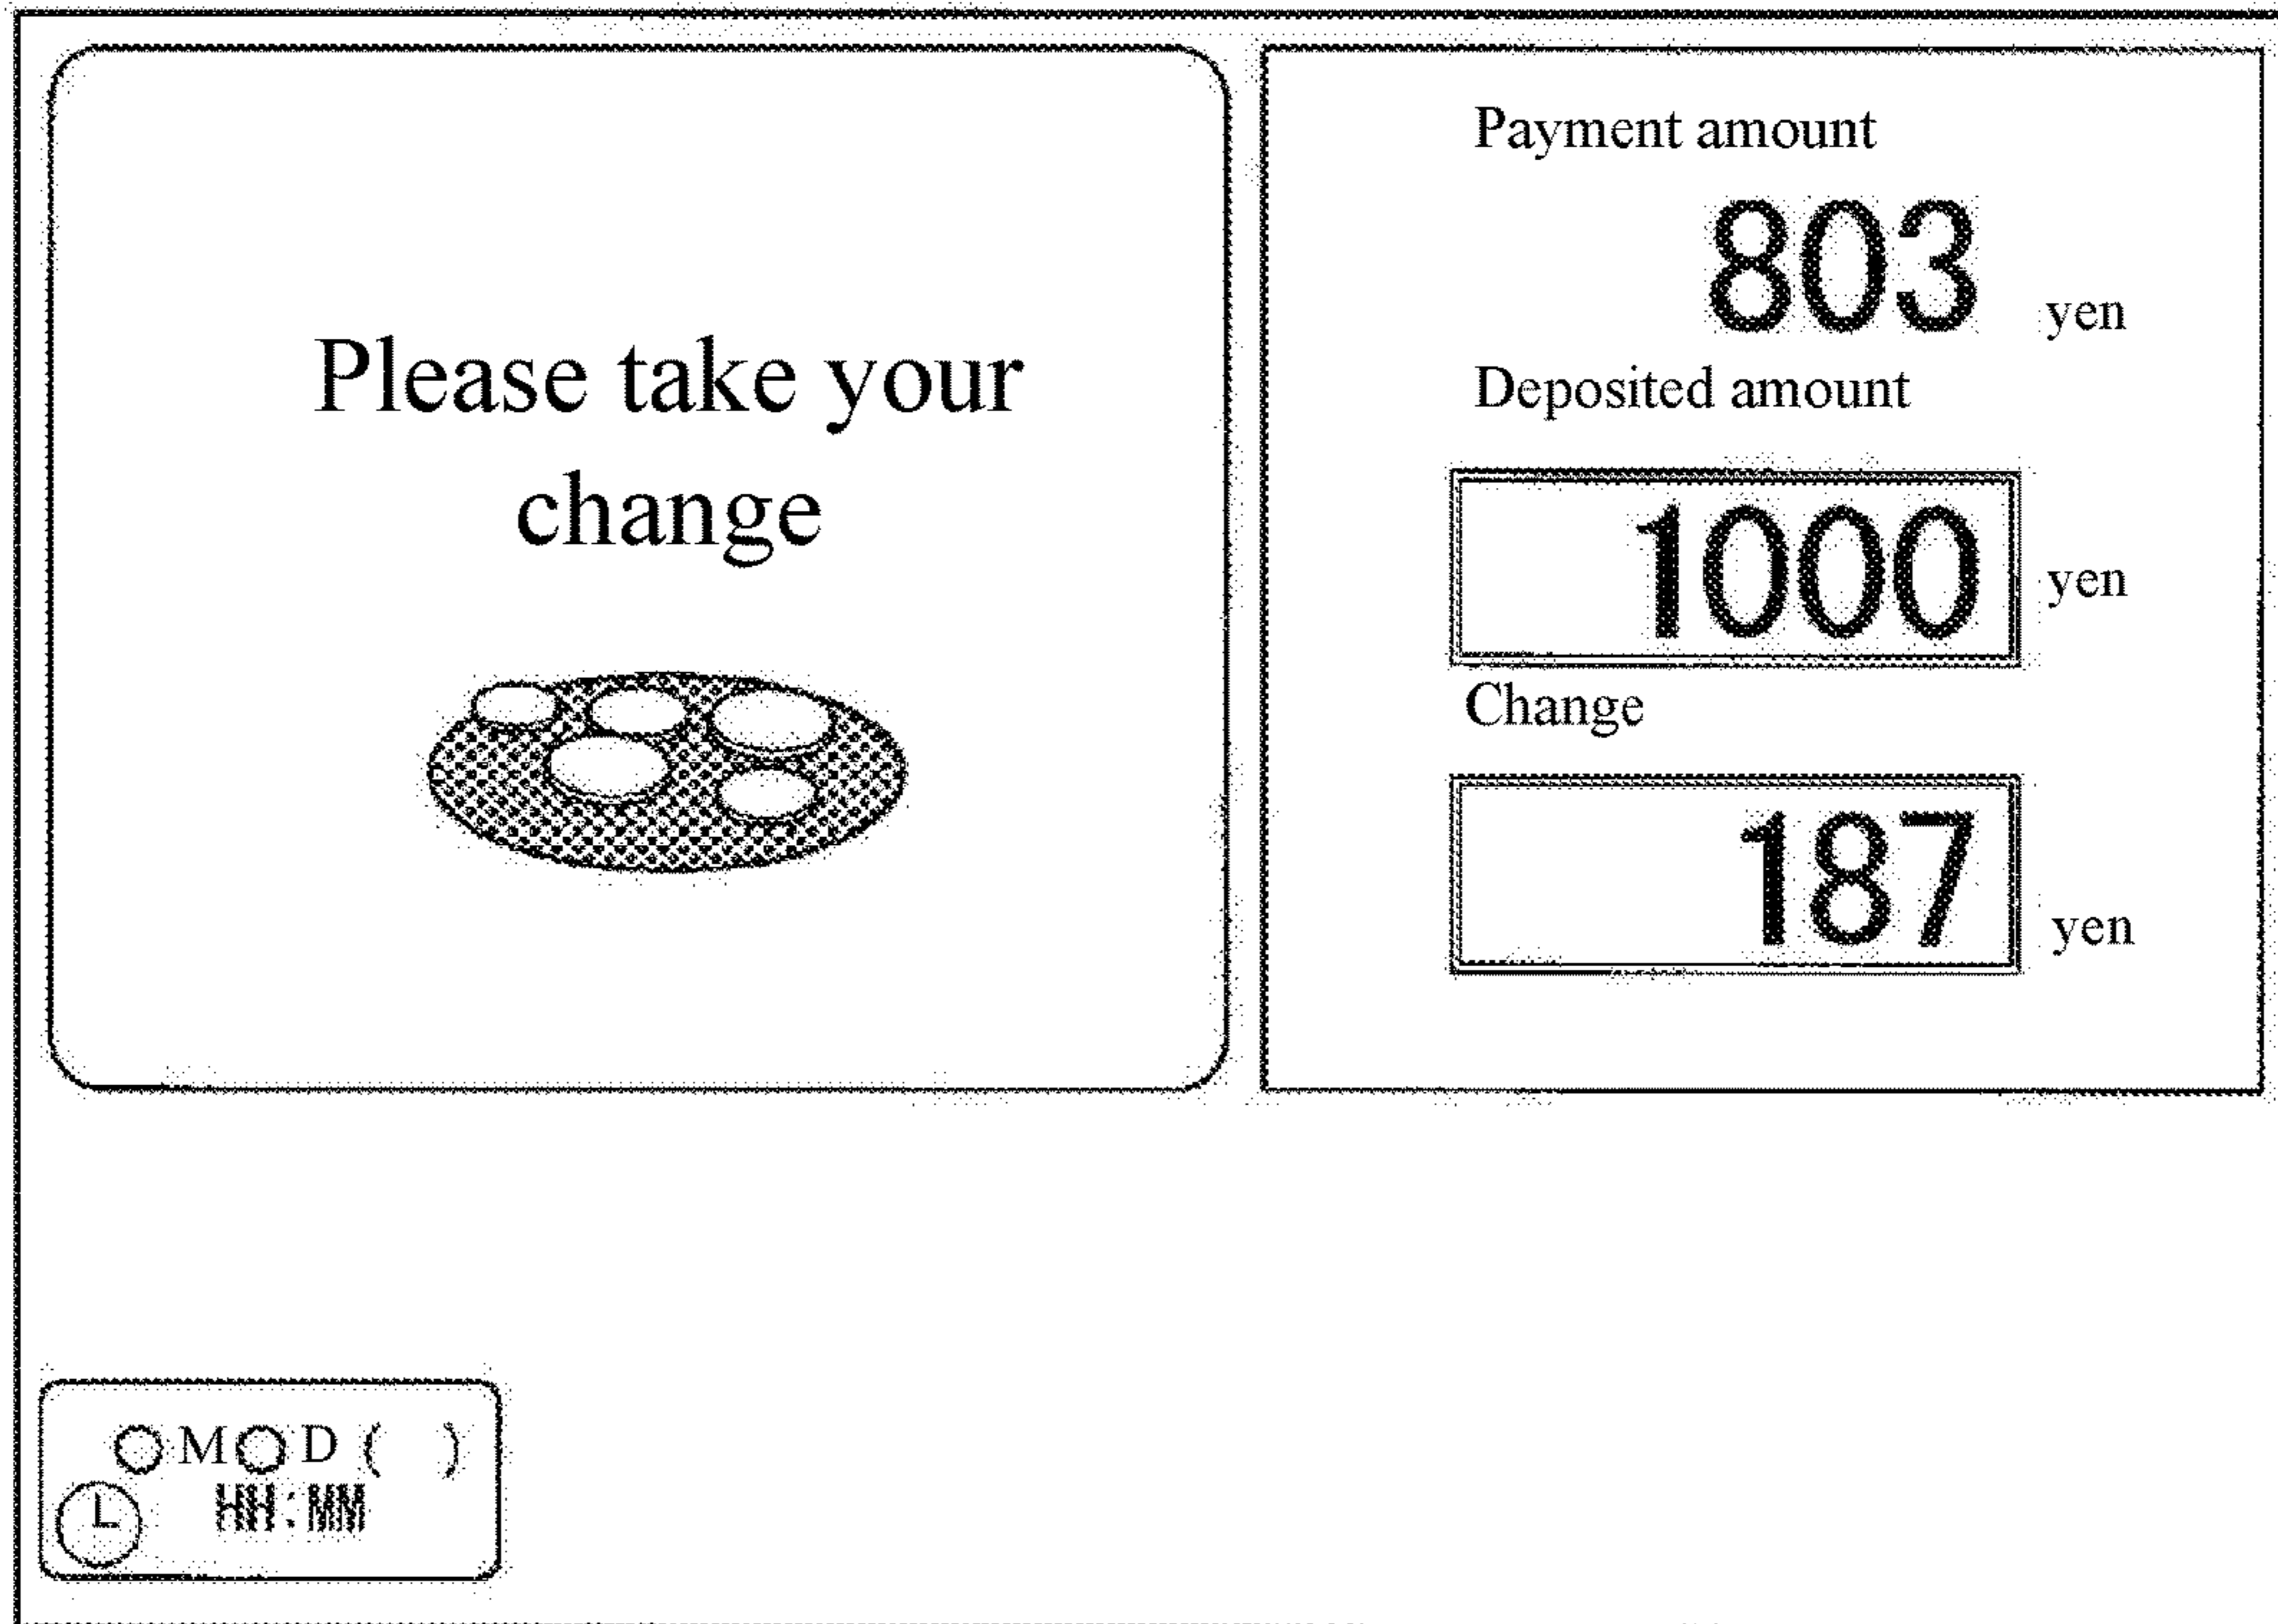 Please take your
change
Payment amount
803 yen
Deposited amount
1000 yen
Change
187 yen
○M○D ( )
HH:MM